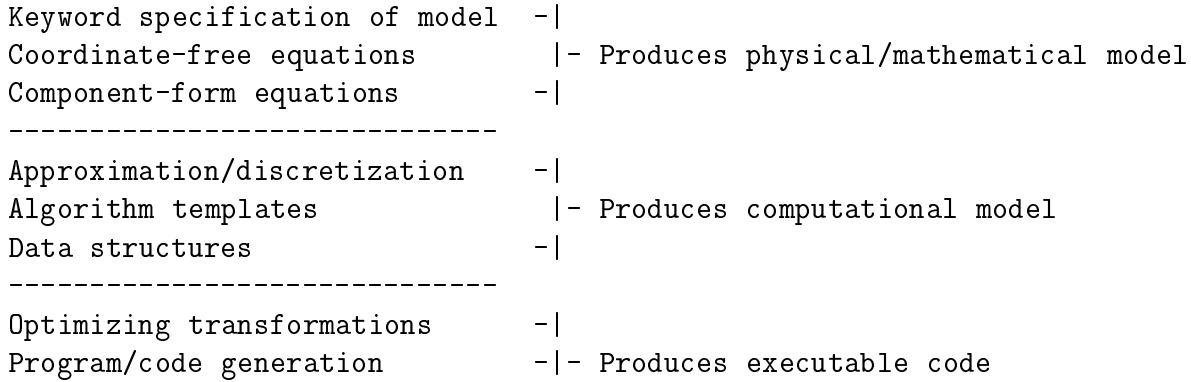 Keyword specification of model  -|
Coordinate-free equations        |- Produces physical/mathematical model
Component-form equations        -|
------------------------------
Approximation/discretization    -|
Algorithm templates              |- Produces computational model
Data structures                 -|
------------------------------
Optimizing transformations      -|
Program/code generation         -|- Produces executable code